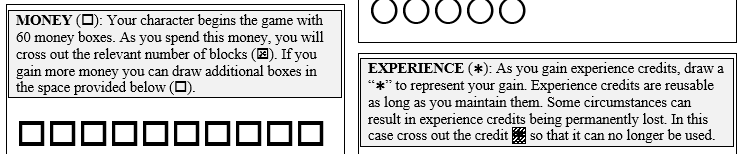 MONEY (☐): Your character begins the game with
60 money boxes. As you spend this money, you will
cross out the relevant number of blocks (☒). If you
gain more money you can draw additional boxes in
the space provided below (☐).
EXPERIENCE (*): As you gain experience credits, draw a
“*” to represent your gain. Experience credits are reusable
as long as you maintain them. Some circumstances can
result in experience credits being permanently lost. In this
case cross out the credit ▨ so that it can no longer be used.